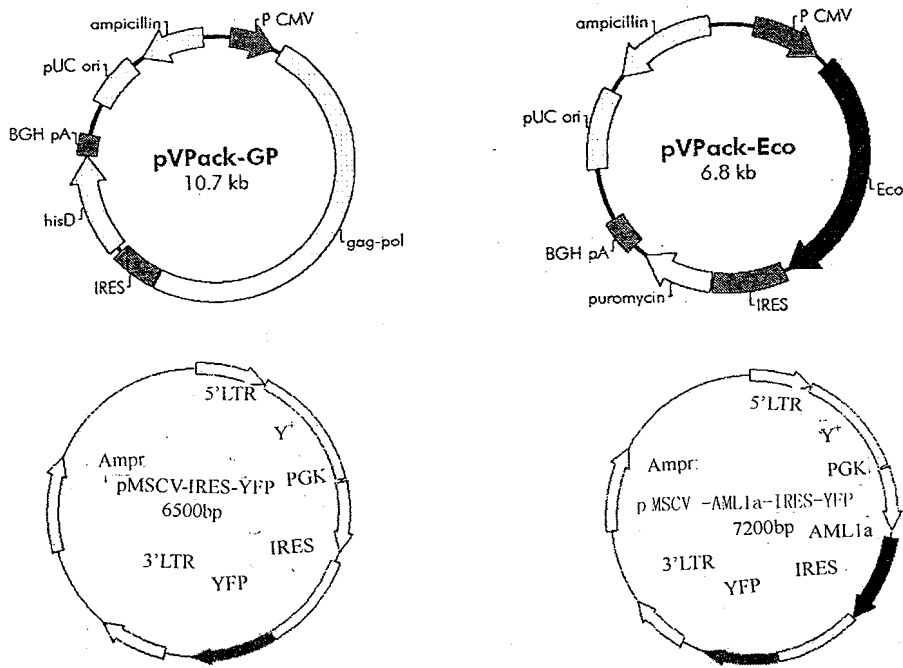 ampicillin
P CMV
pUC ori
BGH pA
pVPack-GP
10.7 kb
hisD
gag-pol
IRES
ampicillin
P CMV
pUC ori
pVPack-Eco
6.8 kb
Eco
BGH pA
puromycin
IRES
5'LTR
Y+
Ampr:
PGK
pMSCV-IRES-YFP
6500bp
IRES
3'LTR
YFP
5'LTR
Y+
Ampr:
PGK
pMSCV-AML1a-IRES-YFP
7200bp
AML1a
IRES
3'LTR
YFP